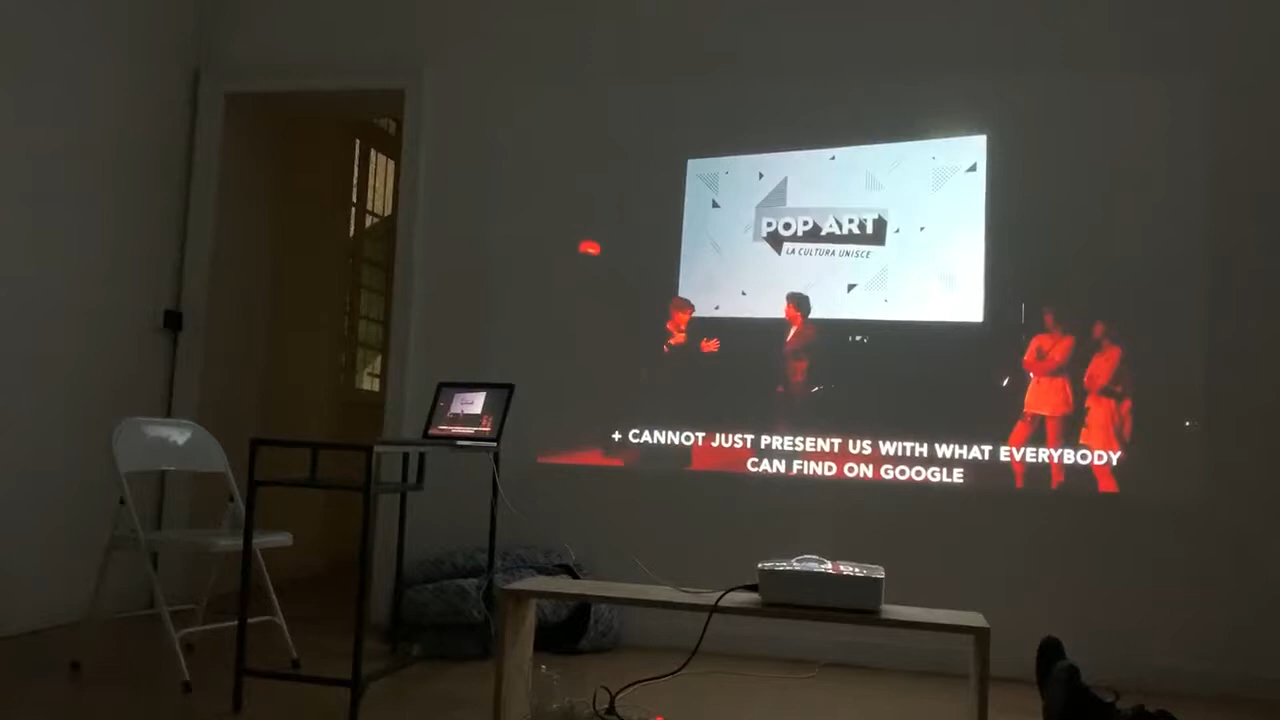 POP ART
LA CULTURA UNISCE
+ CANNOT JUST PRESENT US WITH WHAT EVERYBODY
CAN FIND ON GOOGLE